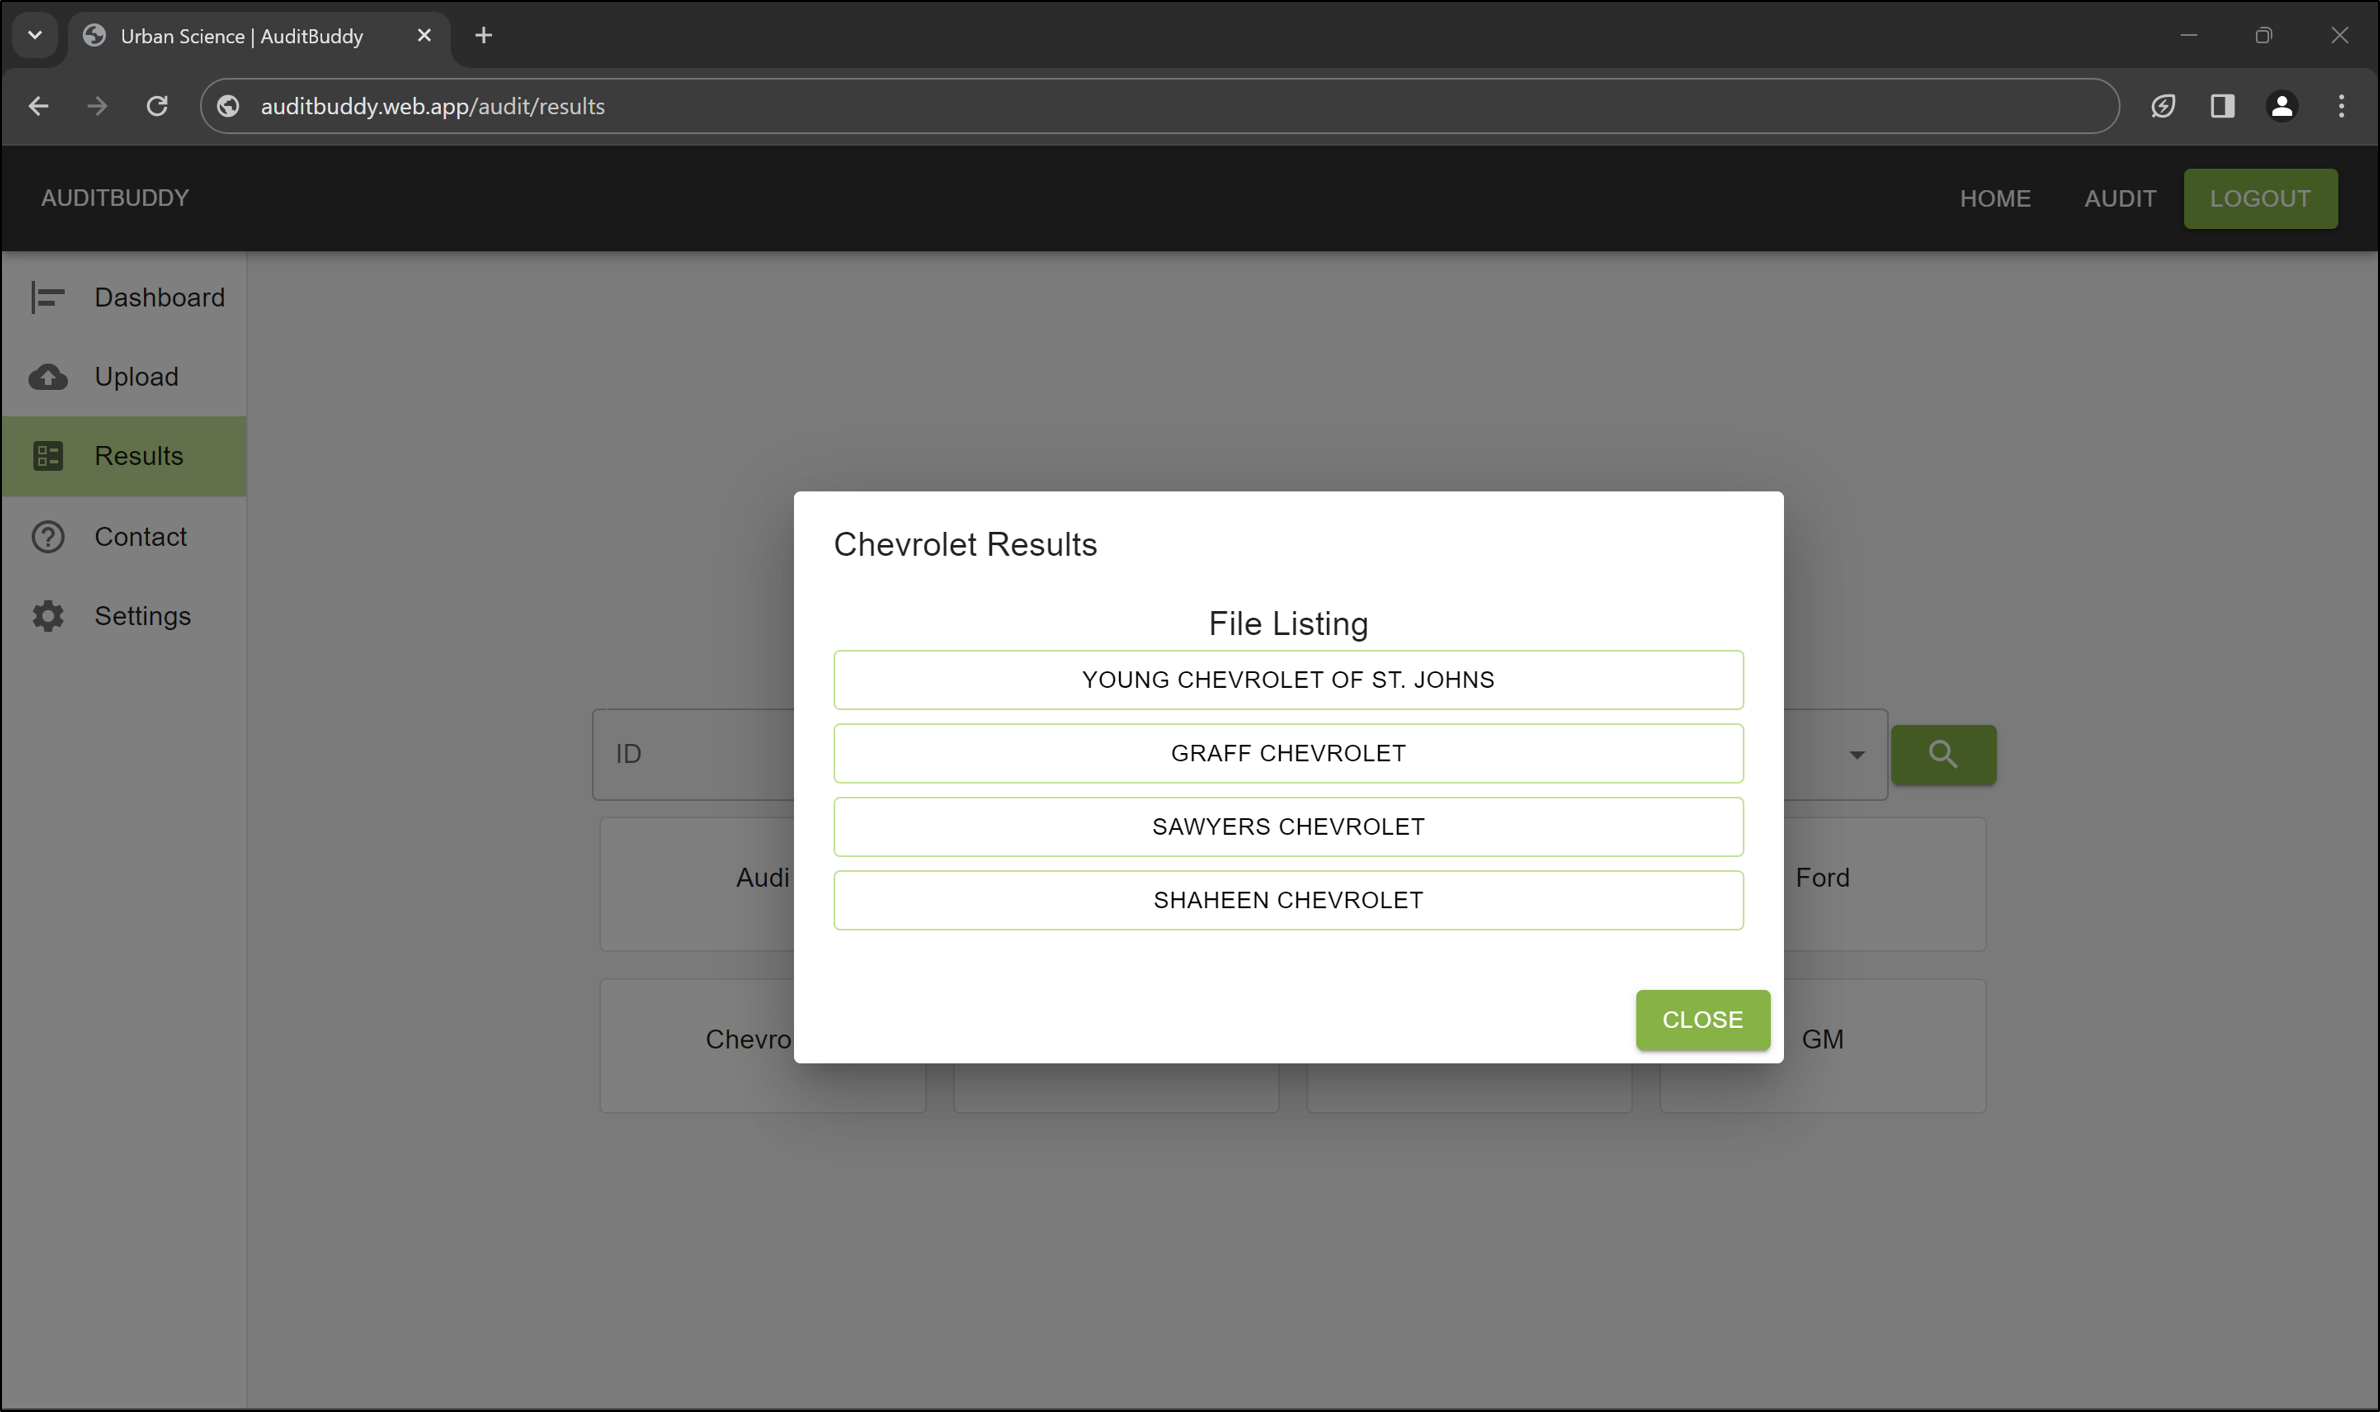 Urban Science | AuditBuddy
auditbuddy.web.app/audit/results
AUDITBUDDY
HOME
AUDIT
LOGOUT
Dashboard
Upload
Results
Contact
Settings
Chevrolet Results
File Listing
YOUNG CHEVROLET OF ST. JOHNS
GRAFF CHEVROLET
SAWYERS CHEVROLET
SHAHEEN CHEVROLET
CLOSE
ID
Audi
Ford
Chevro
GM